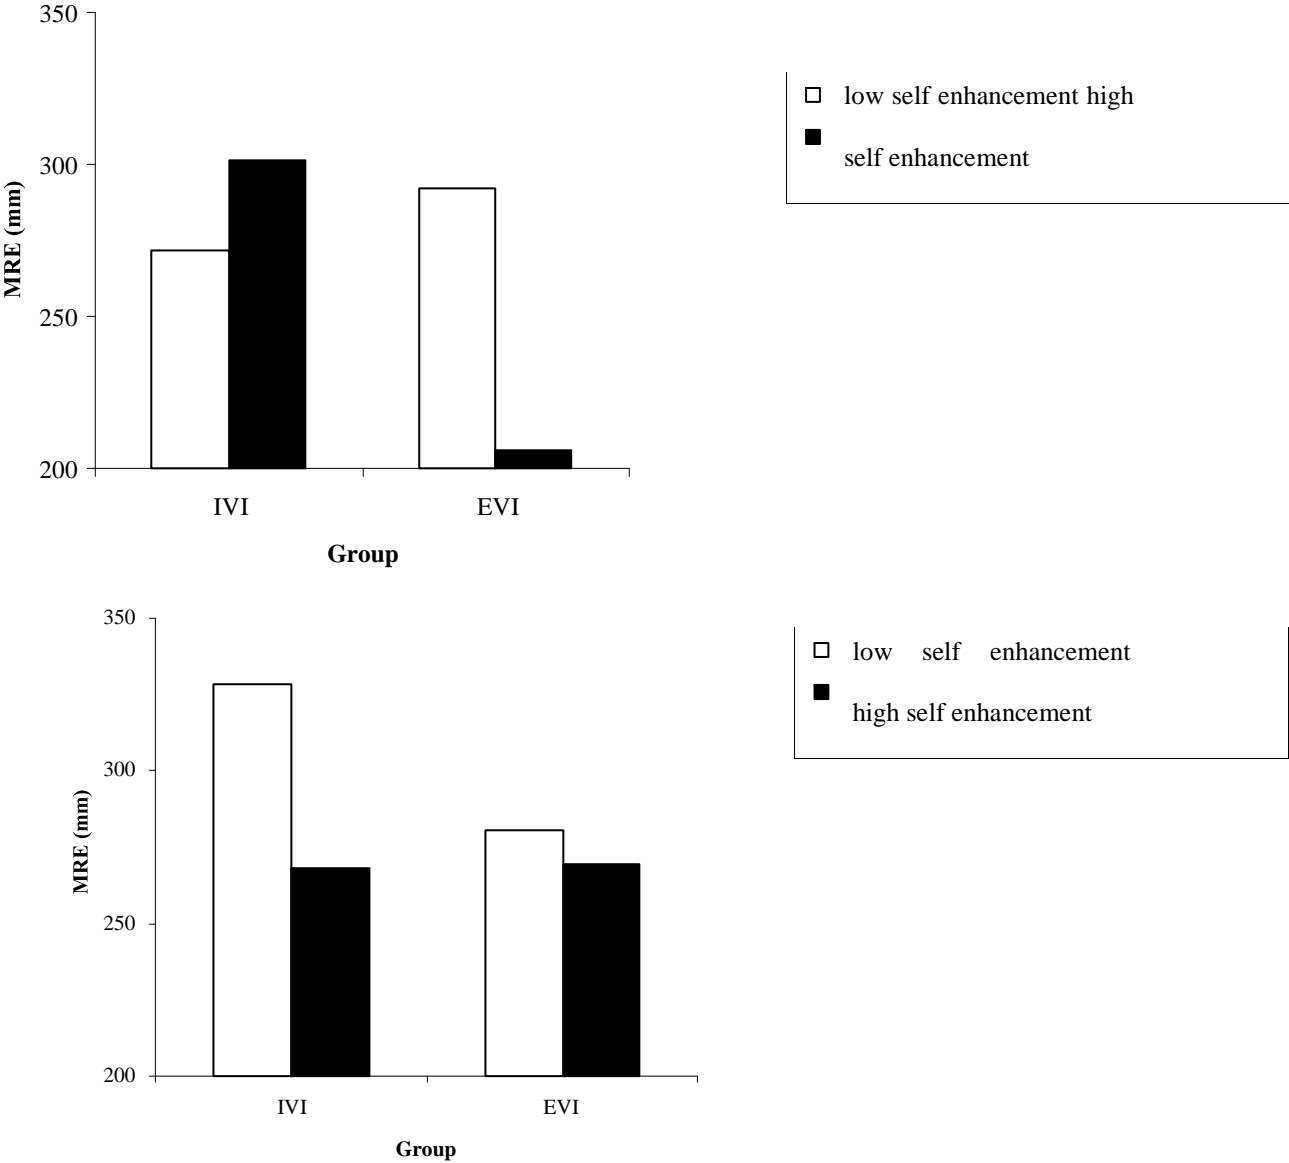 350
low self enhancement high
self enhancement
300
MRE (mm)
250
200
IVI EVI
Group
350
low self enhancement
high self enhancement
300
MRE (mm)
250
200
IVI EVI
Group